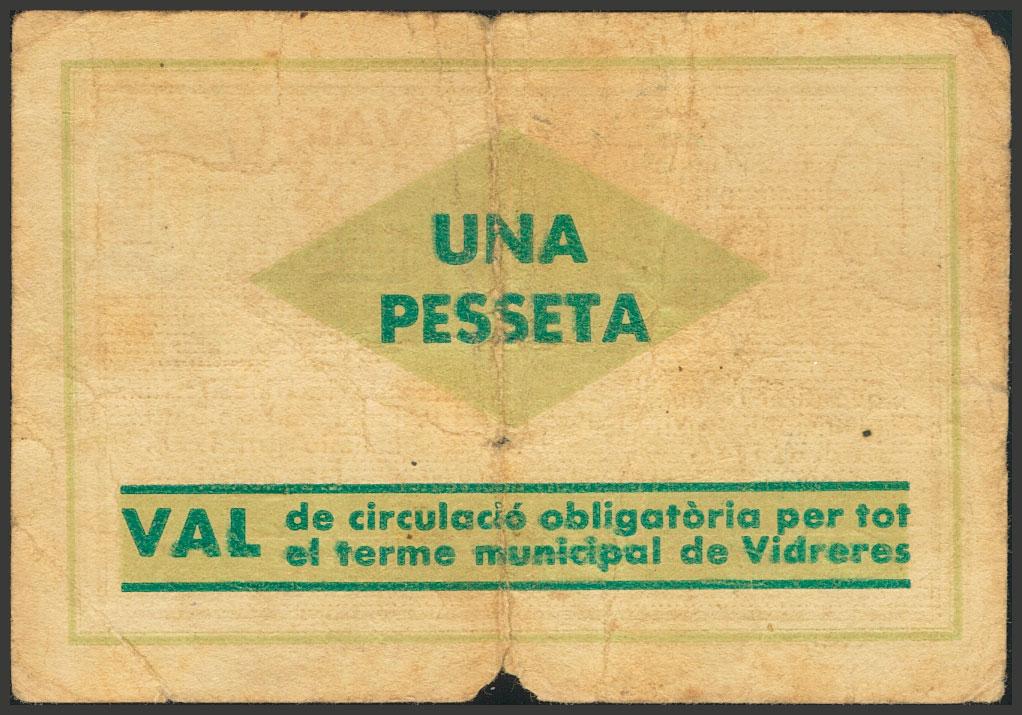 UNA
PESSETA
VAL de circulació obligatòria per tot
el terme municipal de Vidreres